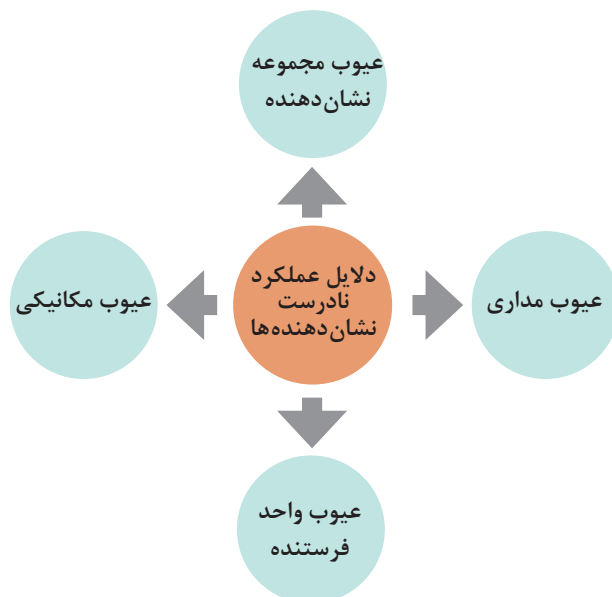 عیوب مجموعه
نشان‌دهنده
دلایل عملکرد
نادرست
نشان‌دهنده‌ها
عیوب مداری
عیوب مکانیکی
عیوب واحد
فرستنده